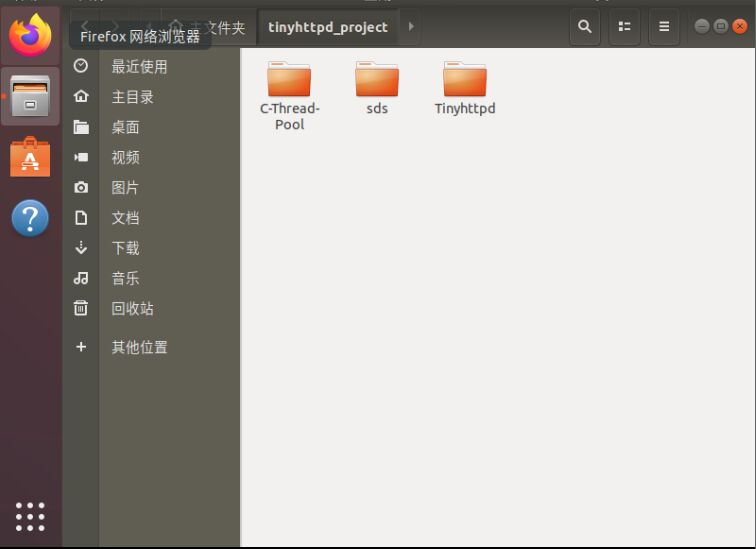 主文件夹
tinyhttpd_project
Firefox 网络浏览器
最近使用
主目录
桌面
视频
图片
文档
下载
音乐
回收站
其他位置
C-Thread-
Pool
sds
Tinyhttpd